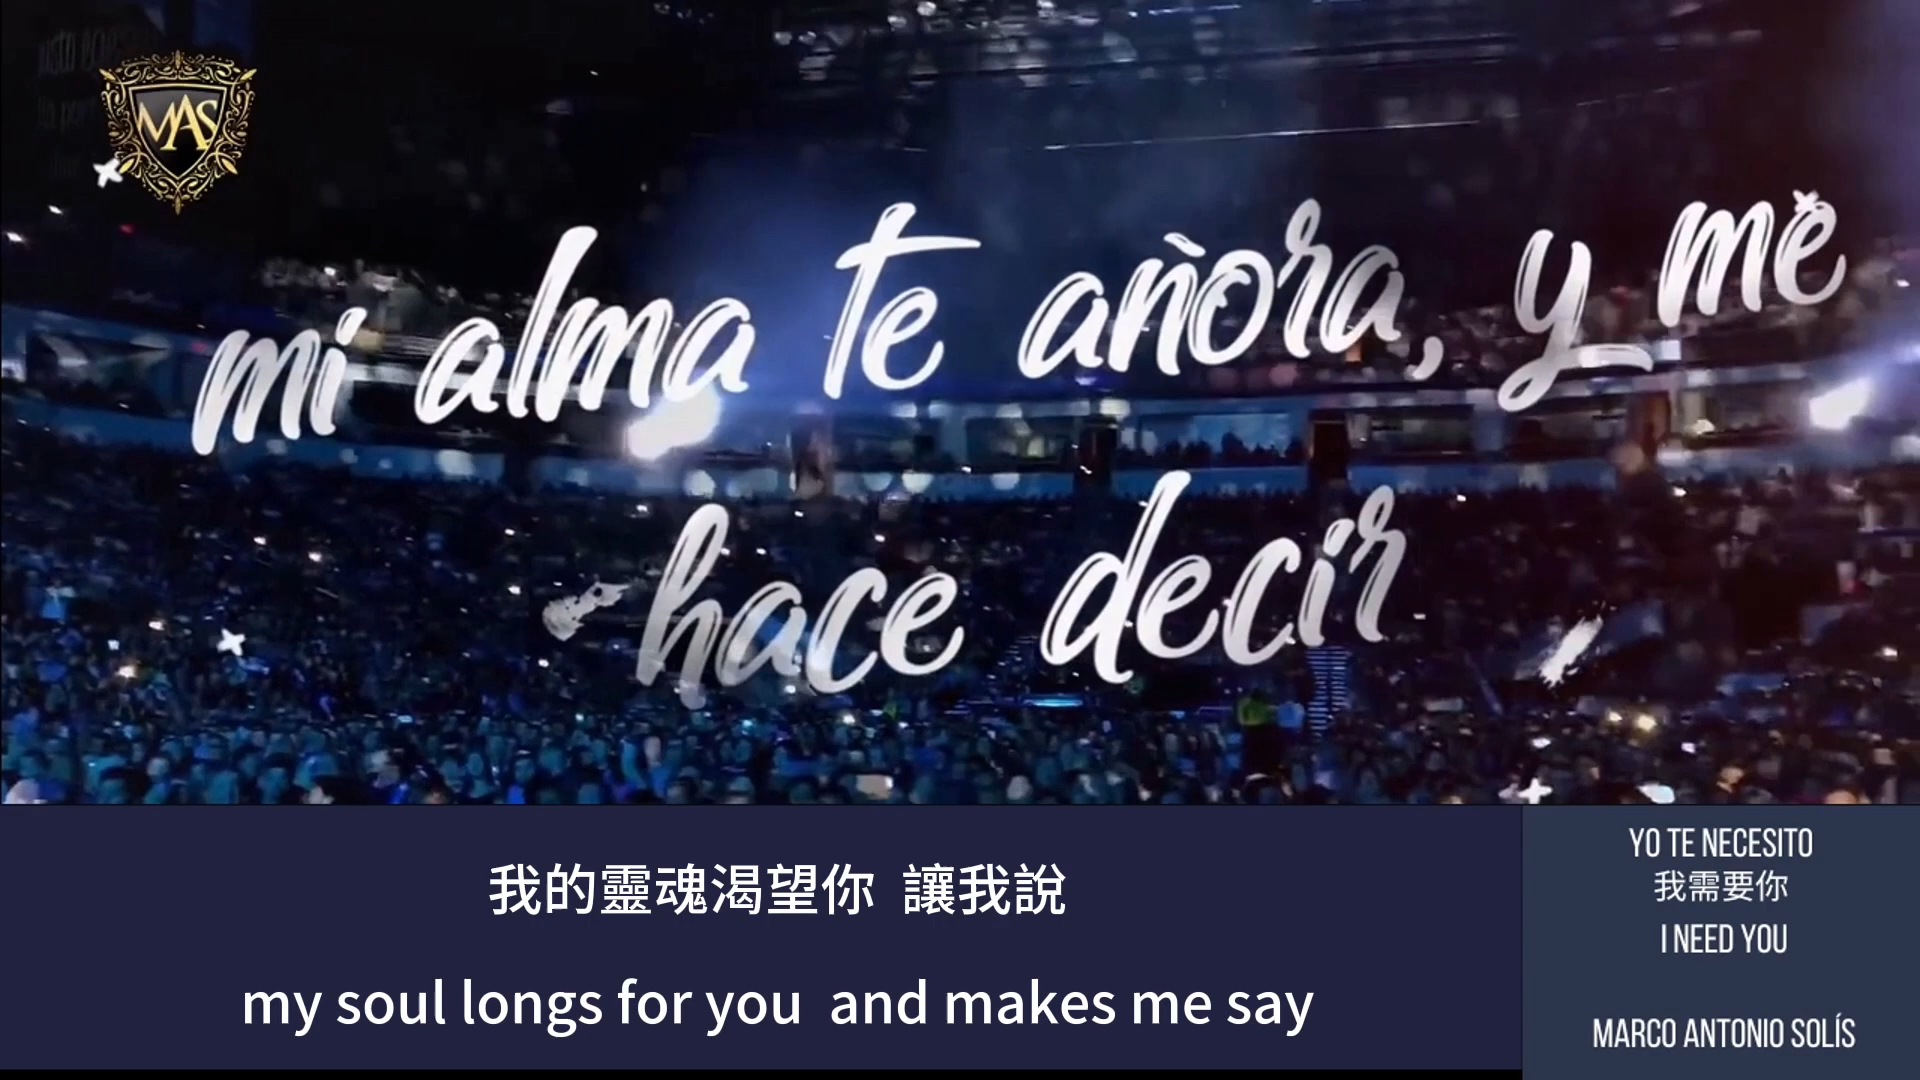 MAS
mi alma te añora, y me
hace decir
我的靈魂渴望你 讓我說
my soul longs for you and makes me say
YO TE NECESITO
我需要你
I NEED YOU
MARCO ANTONIO SOLÍS